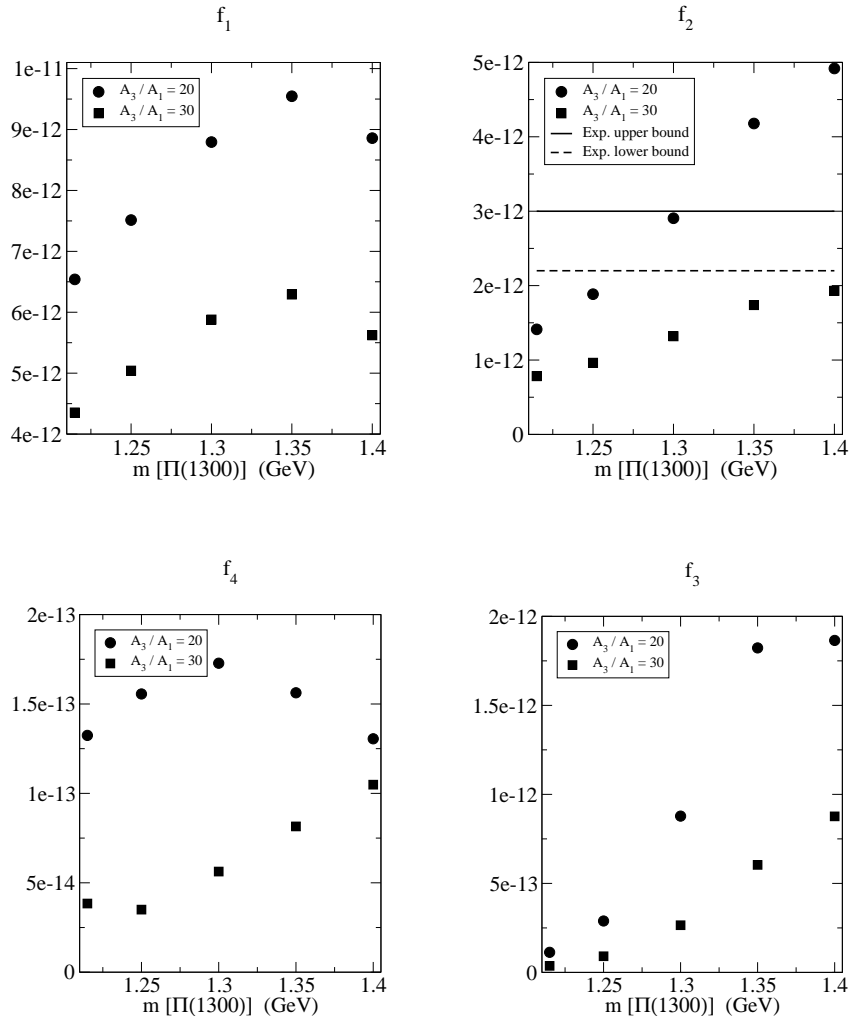 f1
1e-11
9e-12
8e-12
7e-12
6e-12
5e-12
4e-12
A3 / A1 = 20
A3 / A1 = 30
1.25 1.3 1.35 1.4
m [Π(1300)] (GeV)
f2
5e-12
4e-12
3e-12
2e-12
1e-12
0
A3 / A1 = 20
A3 / A1 = 30
Exp. upper bound
Exp. lower bound
1.25 1.3 1.35 1.4
m [Π(1300)] (GeV)
f4
2e-13
1.5e-13
1e-13
5e-14
0
A3 / A1 = 20
A3 / A1 = 30
1.25 1.3 1.35 1.4
m [Π(1300)] (GeV)
f3
2e-12
1.5e-12
1e-12
5e-13
0
A3 / A1 = 20
A3 / A1 = 30
1.25 1.3 1.35 1.4
m [Π(1300)] (GeV)